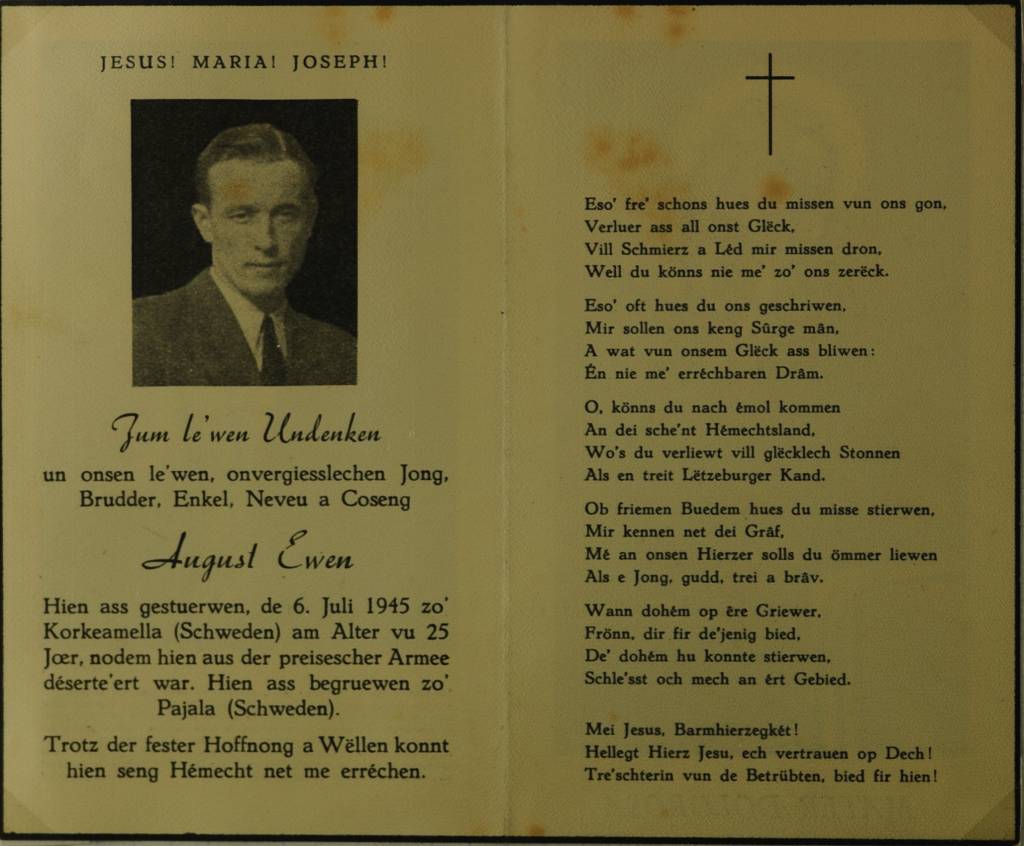 JESUS! MARIA! JOSEPH!
Zum le'wen Undenken
un onsen le'wen, onvergiesslechen Jong,
Brudder, Enkel, Neveu a Coseng
August Ewen
Hien ass gestuerwen, de 6. Juli 1945 zo'
Korkeamella (Schweden) am Alter vu 25
Jœr, nodem hien aus der preisescher Armee
déserte'ert war. Hien ass begruewen zo'
Pajala (Schweden).
Trotz der fester Hoffnong a Wëllen konnt
hien seng Hémecht net me erréchen.
Eso' fre' schons hues du missen vun ons gon,
Verluer ass all onst Glëck,
Vill Schmierz a Léd mir missen dron,
Well du könns nie me' zo' ons zerëck.
Eso' oft hues du ons geschriwen,
Mir sollen ons keng Sûrge mân,
A wat vun onsem Glëck ass bliwen:
Én nie me' erréchbaren Drâm.
O, könns du nach émol kommen
An dei sche'nt Hémechtsland,
Wo's du verliewt vill glëcklech Stonnen
Als en treit Lëtzeburger Kand.
Ob friemen Buedem hues du misse stierwen,
Mir kennen net dei Grâf,
Mé an onsen Hierzer solls du ömmer liewen
Als e Jong, gudd, trei a brâv.
Wann dohém op êre Griewer,
Frönn, dir fir de'jenig bied,
De' dohém hu konnte stierwen,
Schle'sst och mech an ért Gebied.
Mei Jesus, Barmhierzegkét!
Hellegt Hierz Jesu, ech vertrauen op Dech!
Tre'schterin vun de Betrübten, bied fir hien!